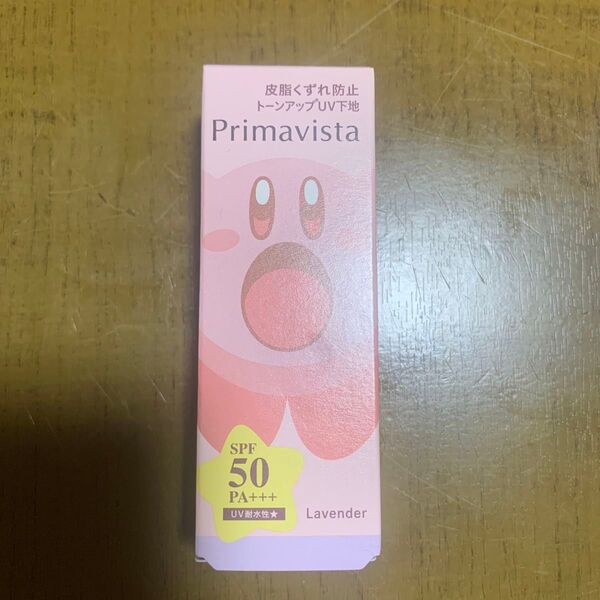 皮脂くずれ防止
トーンアップUV下地
Primavista
SPF
50
PA+++
UV耐水性★
Lavender